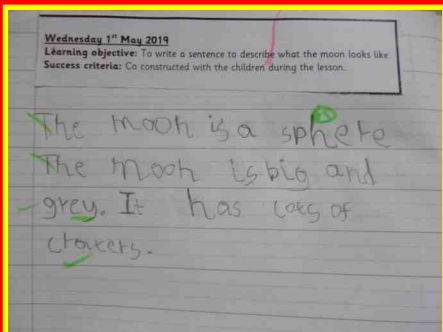 Wednesday 1st May 2019
Learning objective: To write a sentence to describe what the moon looks like.
Success criteria: Co constructed with the children during the lesson.
The moon is a sphere
The moon is big and
grey. It has lots of
craters.